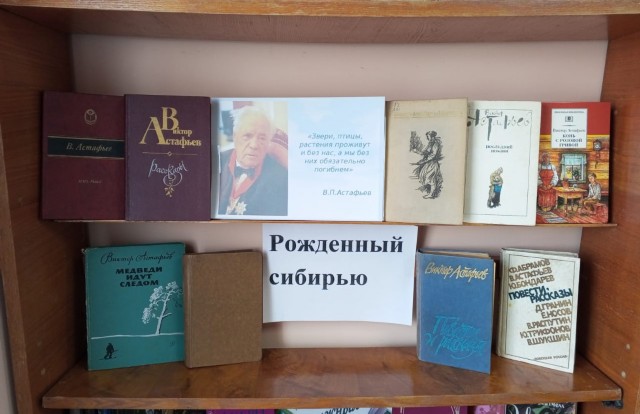 В. Астафьев
Виктор
Астафьев
рассказы
«Звери, птицы,
растения проживут
и без нас, а мы без
них обязательно
погибнем»
В.П.Астафьев
Виктор Астафьев
КОНЬ
С РОЗОВОЙ
ГРИВОЙ
Виктор Астафьев
МЕДВЕДИ ИДУТ
СЛЕДОМ
Рожденный
сибирью
Виктор Астафьев
Ф.АБРАМОВ
В.АСТАФЬЕВ
Ю.БОНДАРЕВ
ПОВЕСТИ·
РАССКАЗЫ
Д.ГРАНИН
Е.НОСОВ
В.РАСПУТИН
Ю.ТРИФОНОВ
В.ШУКШИН